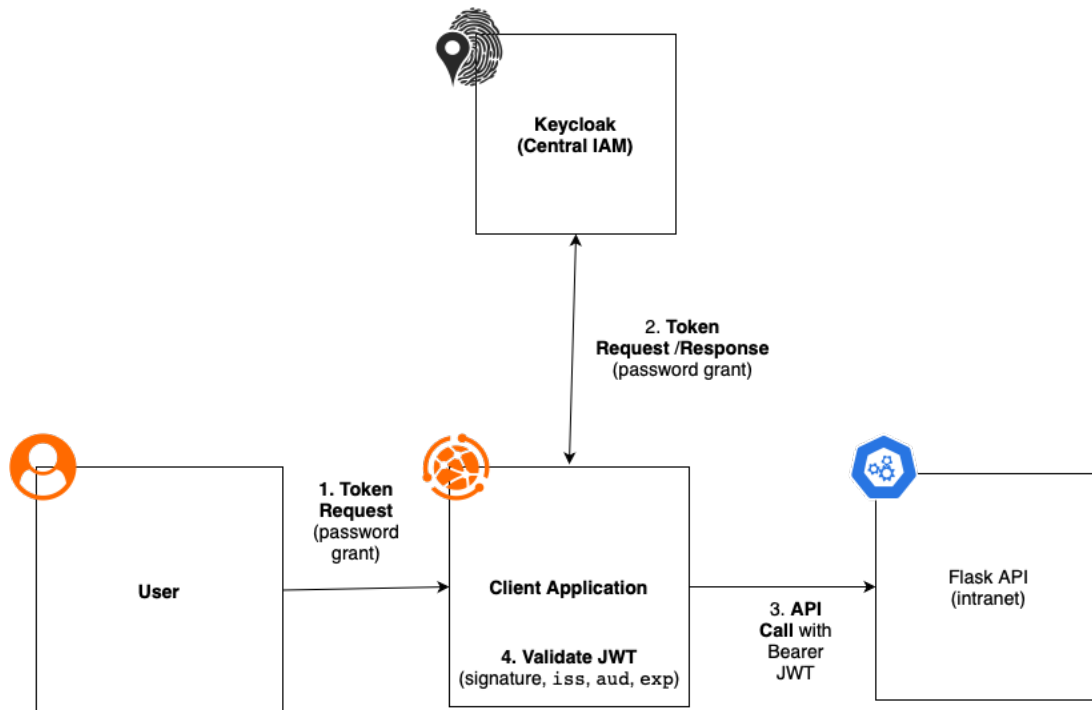 Keycloak
(Central IAM)
2. Token
Request /Response
(password grant)
1. Token
Request
(password
grant)
User
Client Application
4. Validate JWT
(signature, iss, aud, exp)
3. API
Call with
Bearer
JWT
Flask API
(intranet)